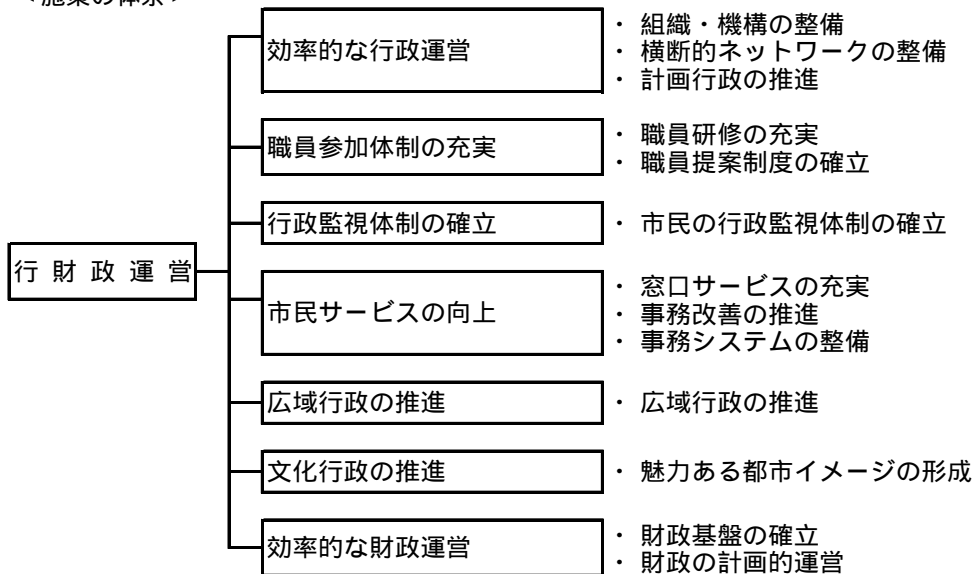 ＜施策の体系＞
効率的な行政運営
・ 組織・機構の整備
・ 横断的ネットワークの整備
・ 計画行政の推進
職員参加体制の充実
・ 職員研修の充実
・ 職員提案制度の確立
行政監視体制の確立
・ 市民の行政監視体制の確立
行財政運営
市民サービスの向上
・ 窓口サービスの充実
・ 事務改善の推進
・ 事務システムの整備
広域行政の推進
・ 広域行政の推進
文化行政の推進
・ 魅力ある都市イメージの形成
効率的な財政運営
・ 財政基盤の確立
・ 財政の計画的運営